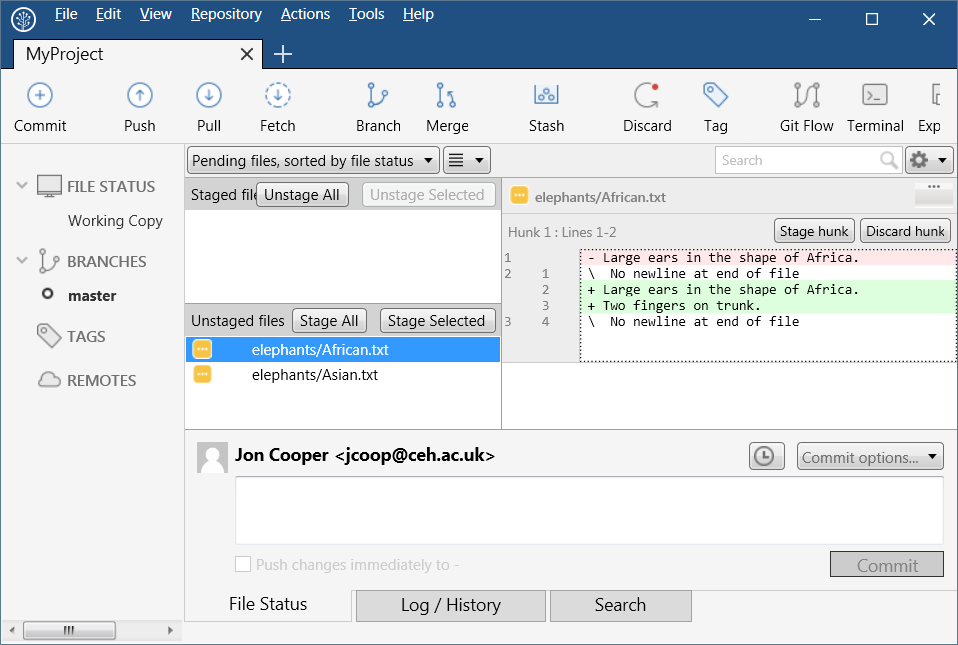 File Edit View Repository Actions Tools Help
MyProject
Commit Push Pull Fetch Branch Merge Stash Discard Tag Git Flow Terminal Exp
Pending files, sorted by file status
Search
FILE STATUS
Working Copy
BRANCHES
master
TAGS
REMOTES
Staged file Unstage All Unstage Selected
Unstaged files Stage All Stage Selected
elephants/African.txt
elephants/Asian.txt
elephants/African.txt
Hunk 1 : Lines 1-2 Stage hunk Discard hunk
1 - Large ears in the shape of Africa.
2 1 \ No newline at end of file
2 + Large ears in the shape of Africa.
3 + Two fingers on trunk.
3 4 \ No newline at end of file
Jon Cooper <jcoop@ceh.ac.uk>
Commit options...
Push changes immediately to -
Commit
File Status Log / History Search